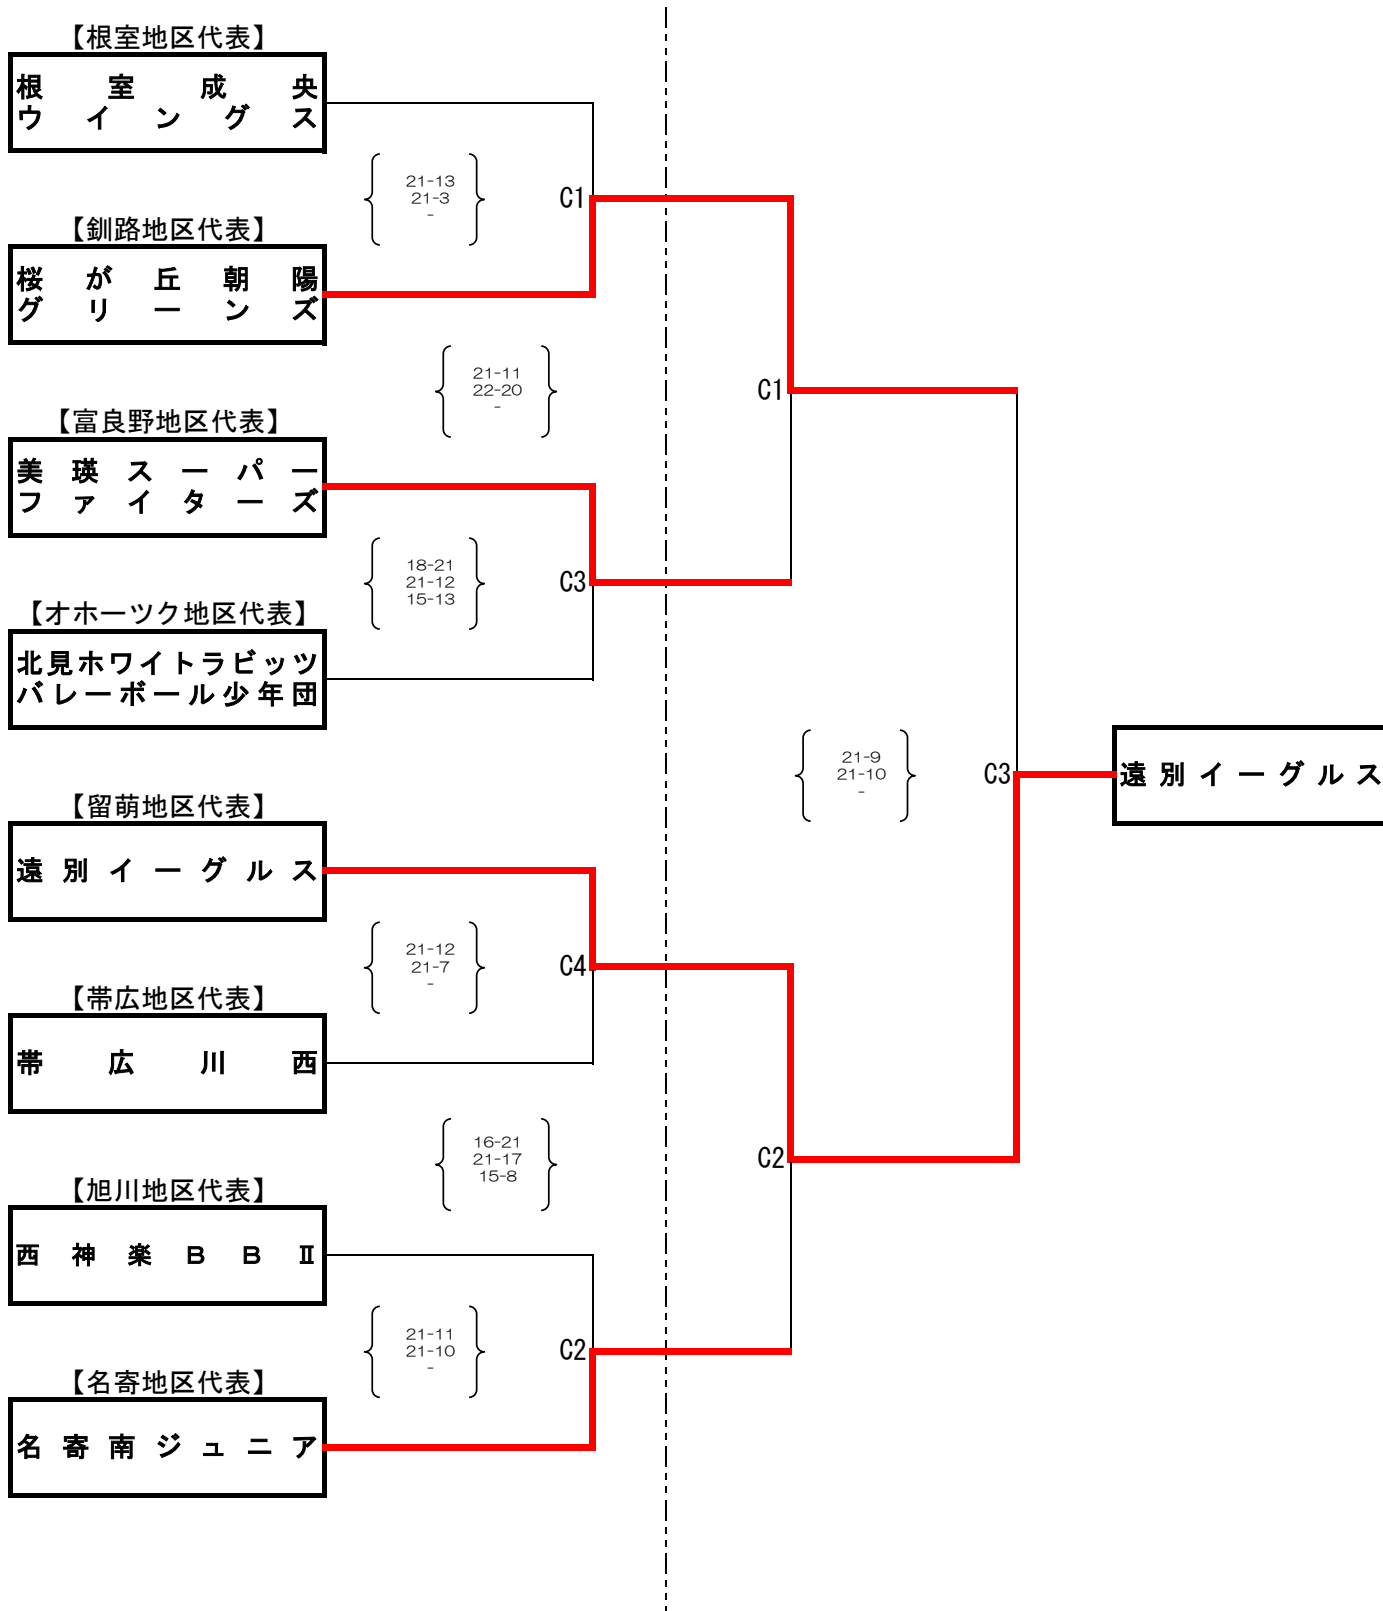 【根室地区代表】
根室成央
ウイングス
21-13
21-3
-
C1
【釧路地区代表】
桜が丘朝陽
グリーンズ
21-11
22-20
-
C1
【富良野地区代表】
美瑛スーパー
ファイターズ
18-21
21-12
15-13
C3
【オホーツク地区代表】
北見ホワイトラビッツ
バレーボール少年団
21-9
21-10
-
C3
遠別イーグルス
【留萌地区代表】
遠別イーグルス
21-12
21-7
-
C4
【帯広地区代表】
帯広川西
16-21
21-17
15-8
C2
【旭川地区代表】
西神楽ＢＢⅡ
21-11
21-10
-
C2
【名寄地区代表】
名寄南ジュニア